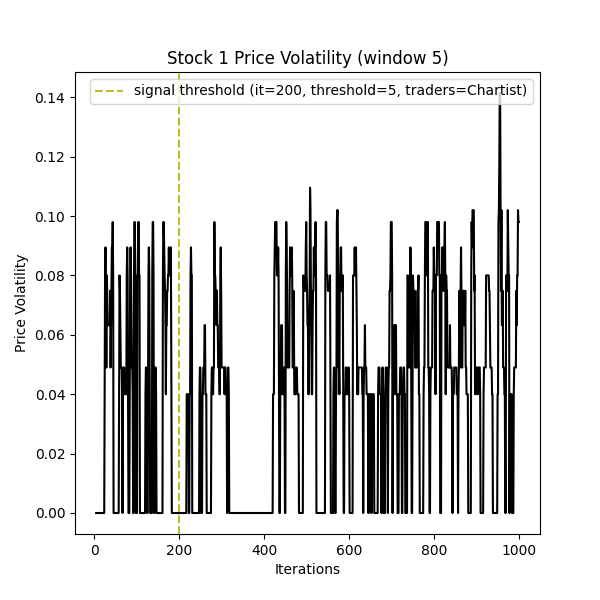 Stock 1 Price Volatility (window 5)
signal threshold (it=200, threshold=5, traders=Chartist)
0.14
0.12
0.10
0.08
0.06
0.04
0.02
0.00
Price Volatility
0 200 400 600 800 1000
Iterations